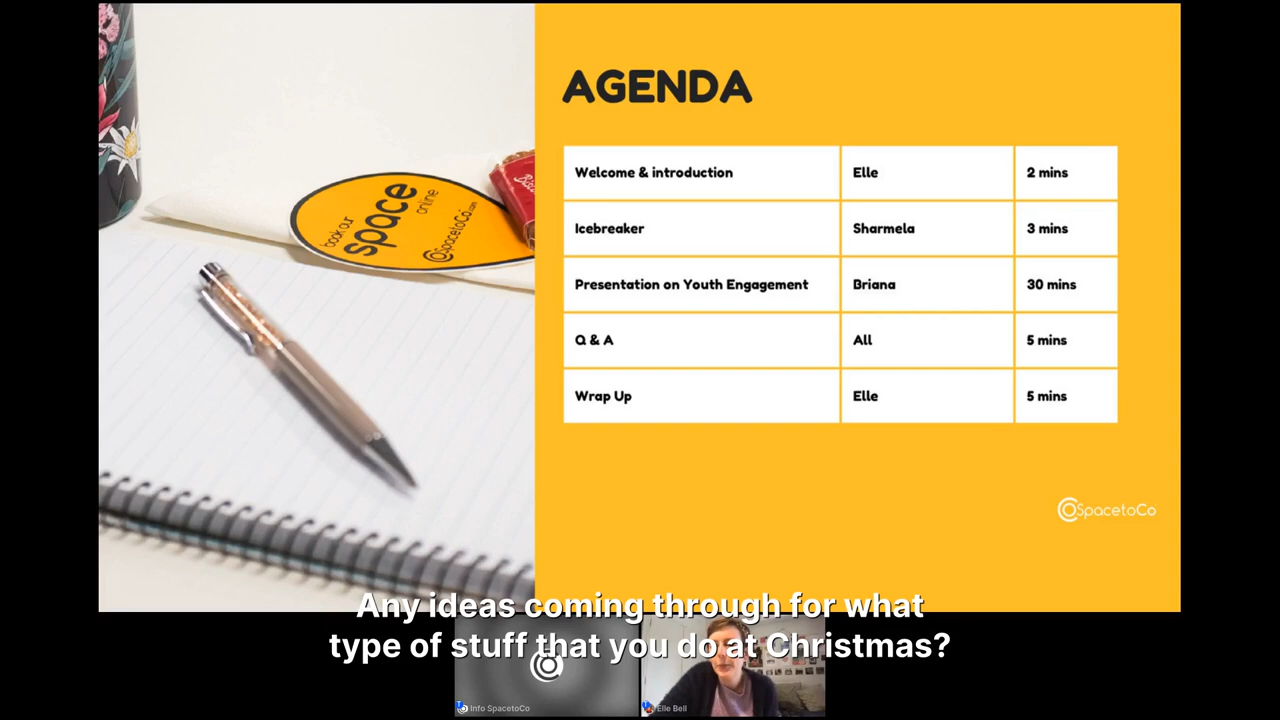 AGENDA
Welcome & introduction Elle 2 mins
Icebreaker Sharmela 3 mins
Presentation on Youth Engagement Briana 30 mins
Q & A All 5 mins
Wrap Up Elle 5 mins
book our
space
online
@SpacetoCo.com
SpacetoCo
Any ideas coming through for what
type of stuff that you do at Christmas?
Info SpacetoCo
Elle Bell